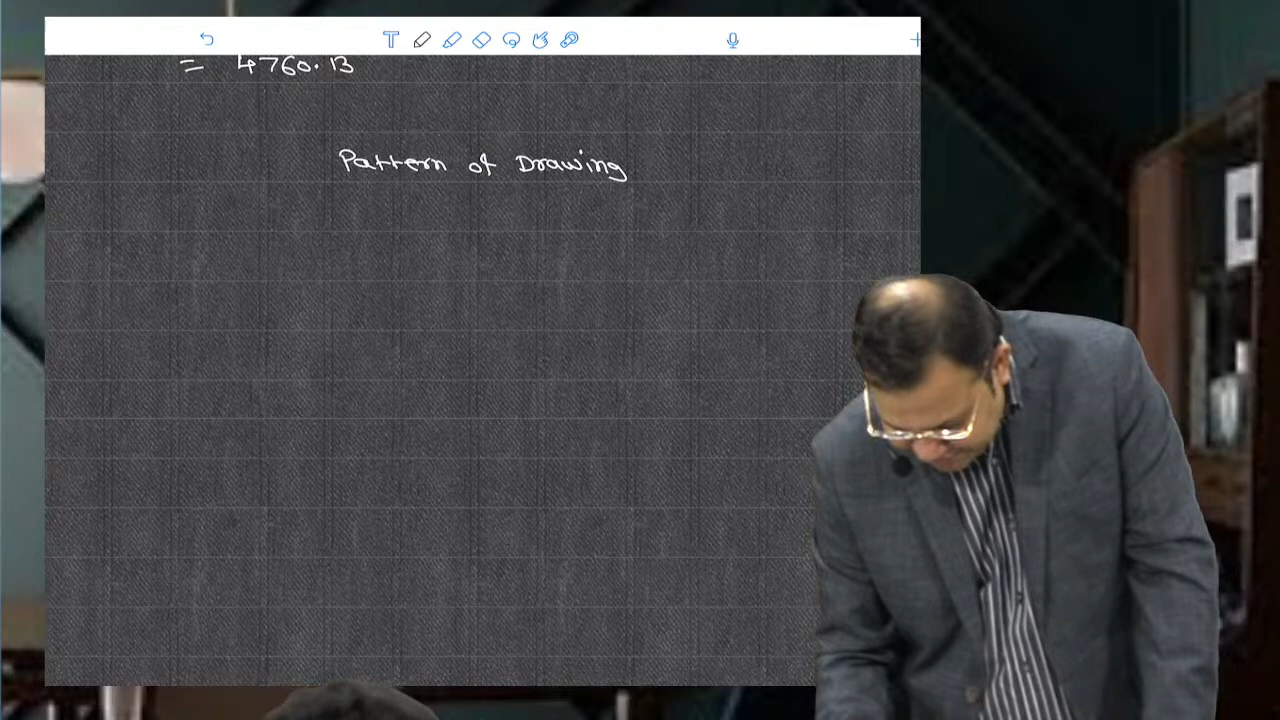 = 4760.13
Pattern of Drawing